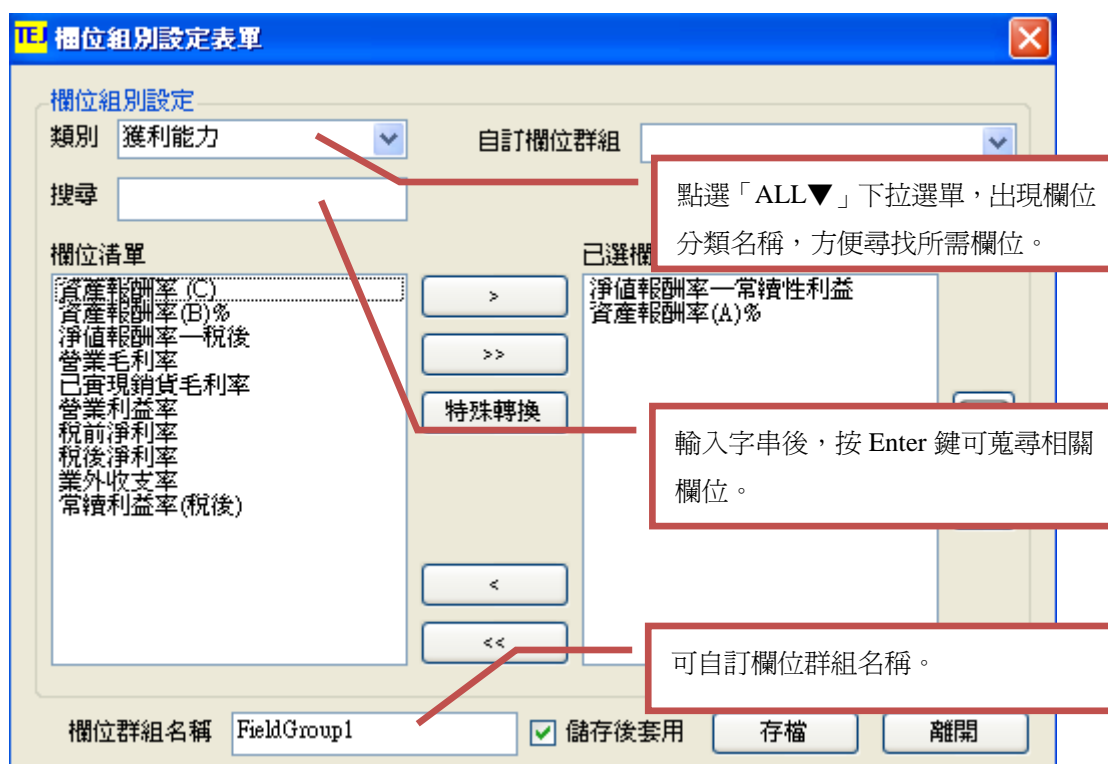 TEJ 欄位組別設定表單
欄位組別設定
類別 獲利能力 自訂欄位群組
搜尋
點選「ALL▼」下拉選單，出現欄位
分類名稱，方便尋找所需欄位。
欄位清單 已選欄
資產報酬率(C)
資產報酬率(B)%
淨值報酬率—稅後
營業毛利率
已實現銷貨毛利率
營業利益率
稅前淨利率
稅後淨利率
業外收支率
常續利益率(稅後)
>
>>
特殊轉換
<
<<
淨值報酬率—常續性利益
資產報酬率(A)%
輸入字串後，按 Enter 鍵可蒐尋相關
欄位。
可自訂欄位群組名稱。
欄位群組名稱 FieldGroup1 儲存後套用 存檔 離開